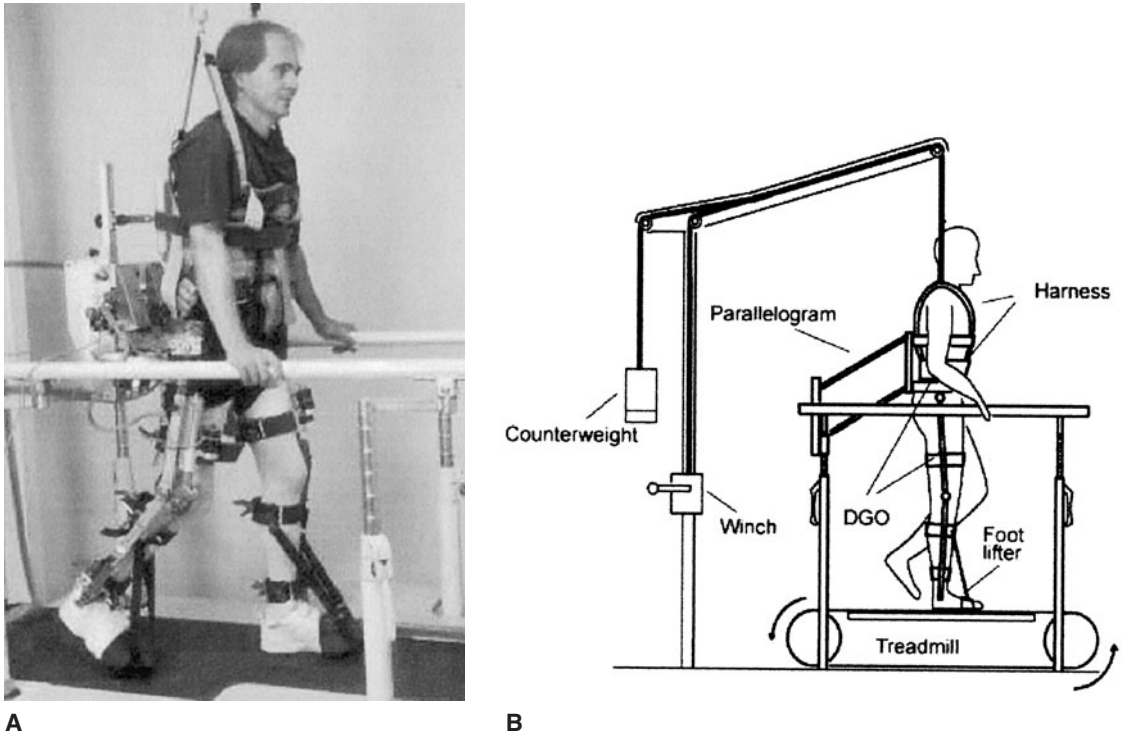 Harness
Parallelogram
Counterweight
Winch
DGO
Foot
lifter
Treadmill
A
B